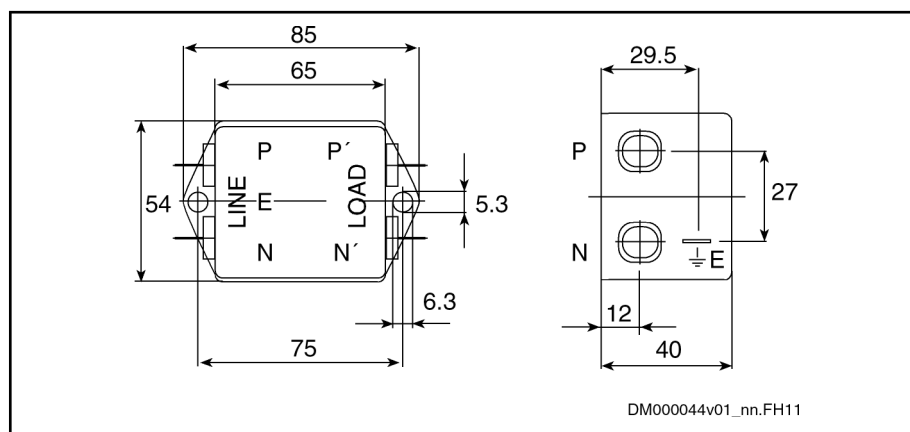 85
65
54
P P´
LINE
E
LOAD
N N´
5.3
6.3
75
29.5
P
27
N
E
12
40
DM000044v01_nn.FH11